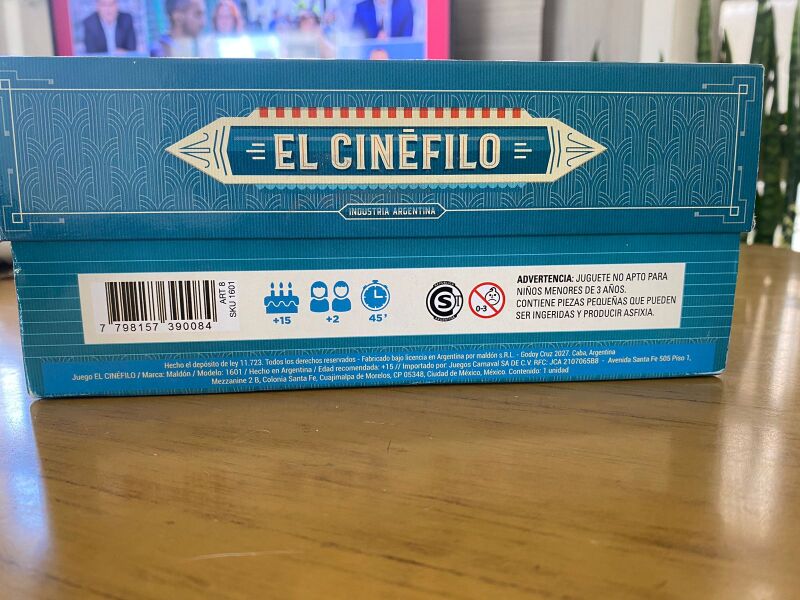 EL CINÉFILO
INDUSTRIA ARGENTINA
7 798157 390084
ART 8
SKU 1601
+15
+2
45'
S
0-3
ADVERTENCIA: JUGUETE NO APTO PARA
NIÑOS MENORES DE 3 AÑOS.
CONTIENE PIEZAS PEQUEÑAS QUE PUEDEN
SER INGERIDAS Y PRODUCIR ASFIXIA.
Hecho el depósito de ley 11.723. Todos los derechos reservados - Fabricado bajo licencia en Argentina por maldón s.R.L. - Godoy Cruz 2027. Caba, Argentina
Juego EL CINÉFILO / Marca: Maldón / Modelo: 1601 / Hecho en Argentina / Edad recomendada: +15 // Importado por Juegos Carnaval SA DE C.V. RFC: JCA 2107065B8 - Avenida Santa Fe 505 Piso 1,
Mezzanine 2 B, Colonia Santa Fe, Cuajimalpa de Morelos, CP 05348, Ciudad de México, México. Contenido: 1 unidad